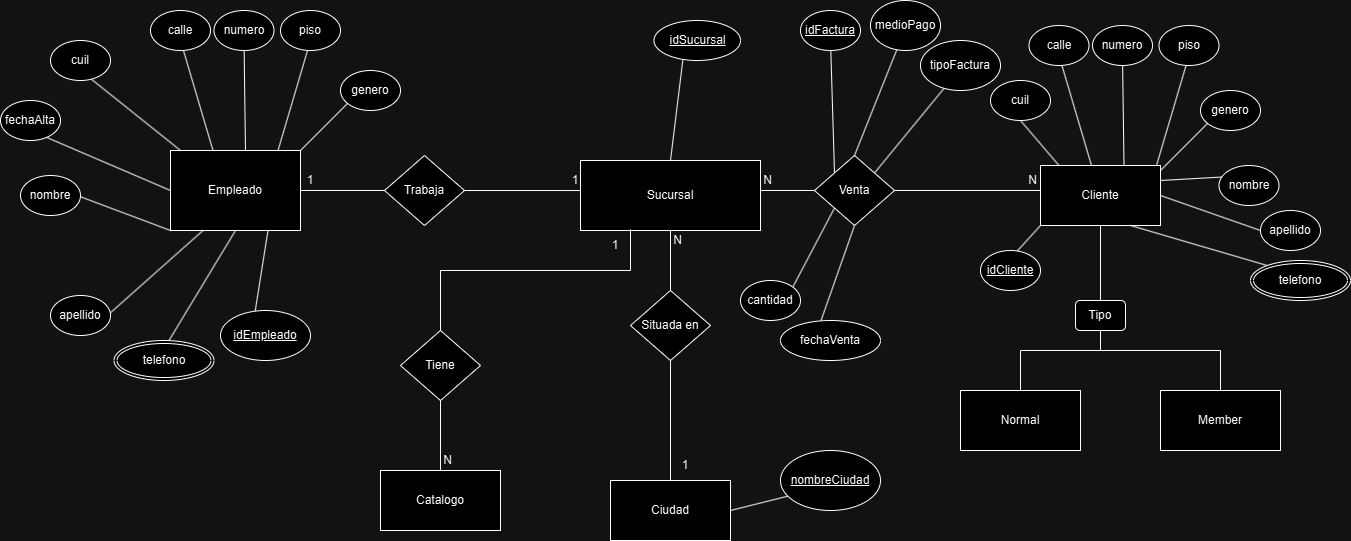 calle
numero
piso
cuil
genero
fechaAlta
nombre
apellido
telefono
idEmpleado
Empleado
1
Trabaja
1
idSucursal
Sucursal
N
Venta
N
idFactura
medioPago
tipoFactura
cantidad
fechaVenta
calle
numero
piso
cuil
genero
nombre
apellido
telefono
idCliente
Cliente
Tipo
Normal
Member
1
Tiene
N
Catalogo
N
Situada en
1
Ciudad
nombreCiudad